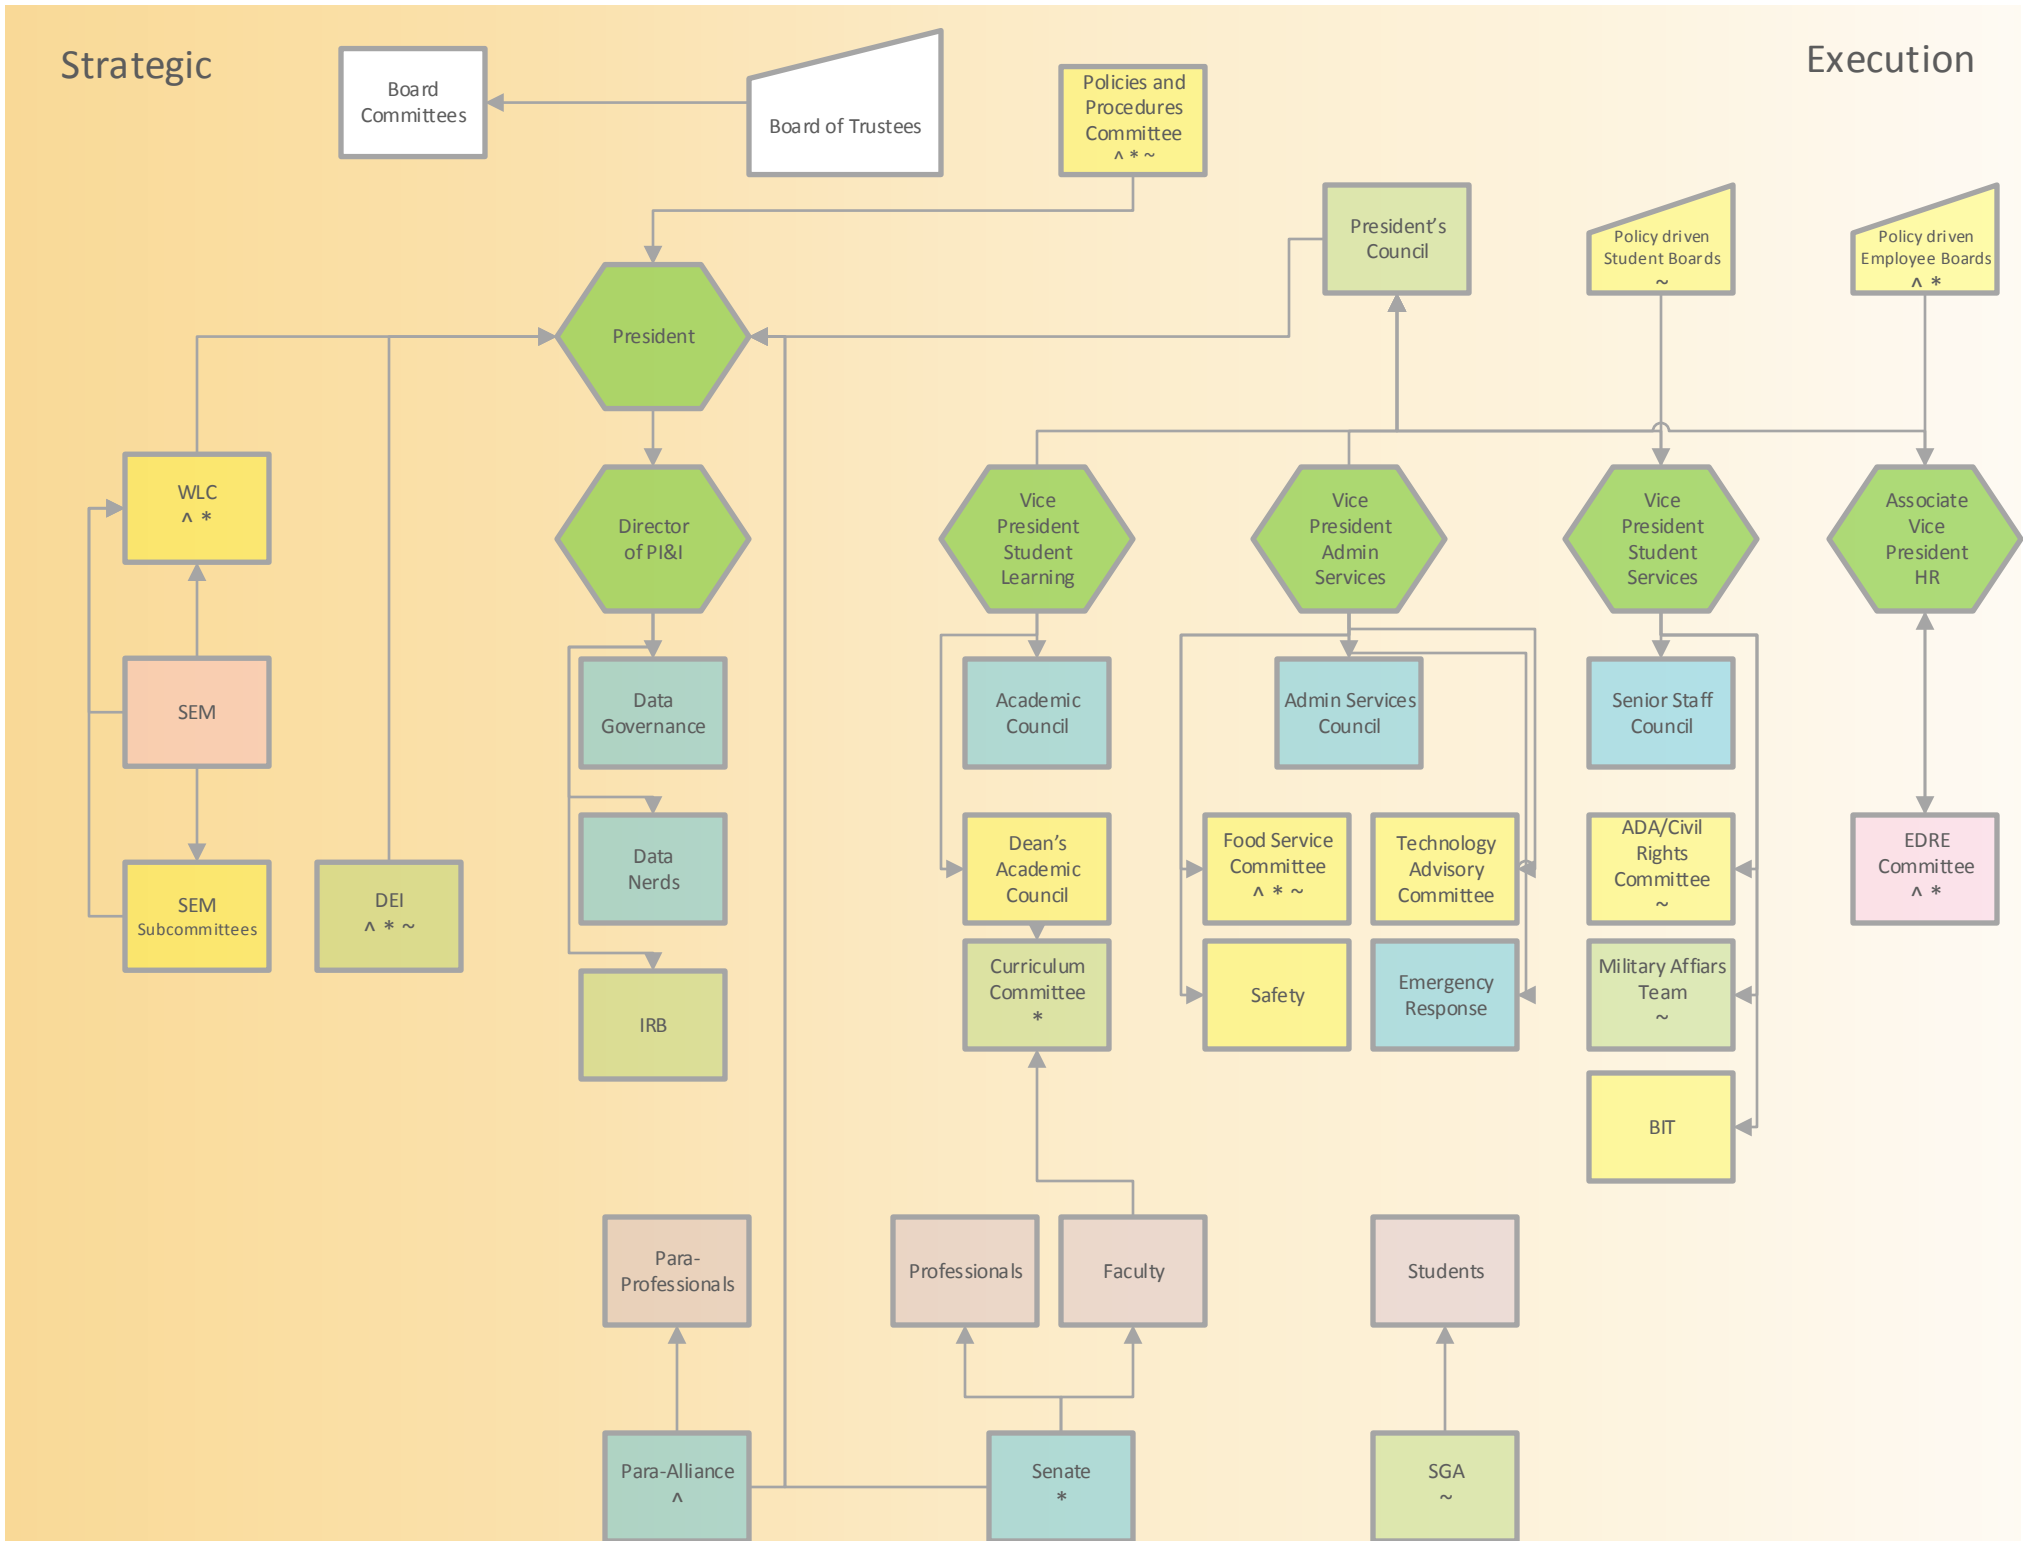 Strategic
Execution
Board
Committees
Board of Trustees
Policies and
Procedures
Committee
^ * ~
President's
Council
Policy driven
Student Boards
~
Policy driven
Employee Boards
^ *
President
WLC
^ *
Director
of PI&I
Vice
President
Student
Learning
Vice
President
Admin
Services
Vice
President
Student
Services
Associate
Vice
President
HR
SEM
Data
Governance
Academic
Council
Admin Services
Council
Senior Staff
Council
SEM
Subcommittees
DEI
^ * ~
Data
Nerds
Dean's
Academic
Council
Food Service
Committee
^ * ~
Technology
Advisory
Committee
ADA/Civil
Rights
Committee
~
EDRE
Committee
^ *
IRB
Curriculum
Committee
*
Safety
Emergency
Response
Military Affiars
Team
~
BIT
Para-
Professionals
Professionals
Faculty
Students
Para-Alliance
^
Senate
*
SGA
~